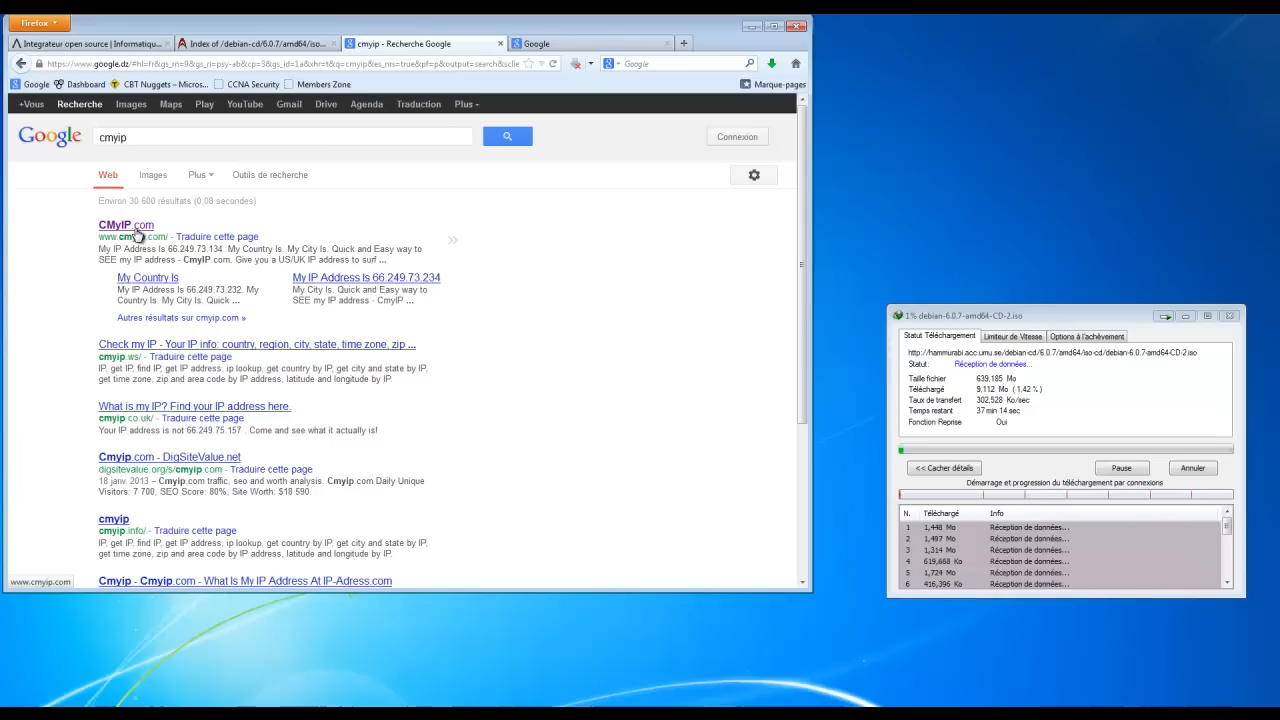 Firefox
Integrateur open source | Informatiqu...
Index of /debian-cd/6.0.7/amd64/iso...
cmyip - Recherche Google
Google
https://www.google.dz/#hl=fr&gs_rn=9&gs_ri=psy-ab&cp=3&gs_id=1a&xhr=t&q=cmyip&es_nrs=true&pf=p&output=search&sclie
Google
Google
Dashboard
CBT Nuggets – Micros...
CCNA Security
Members Zone
Marque-pages
+Vous
Recherche
Images
Maps
Play
YouTube
Gmail
Drive
Agenda
Traduction
Plus
Google
cmyip
Connexion
Web
Images
Plus
Outils de recherche
Environ 30 600 résultats (0,08 secondes)
CMyIP.com
www.cmyip.com/ - Traduire cette page
My IP Address Is 66.249.73.134. My Country Is. My City Is. Quick and Easy way to
SEE my IP address - CmyIP.com. Give you a US/UK IP address to surf ...
My Country Is
My IP Address Is 66.249.73.232. My
Country Is. My City Is. Quick ...
My IP Address Is 66.249.73.234
My City Is. Quick and Easy way to
SEE my IP address - CmyIP ...
Autres résultats sur cmyip.com »
Check my IP - Your IP info: country, region, city, state, time zone, zip ...
cmyip.ws/ - Traduire cette page
IP, get IP, find IP, get IP address, ip lookup, get country by IP, get city and state by IP,
get time zone, zip and area code by IP address, latitude and longitude by IP.
What is my IP? Find your IP address here.
cmyip.co.uk/ - Traduire cette page
Your IP address is not 66.249.75.157 . Come and see what it actually is!
Cmyip.com - DigSiteValue.net
digsitevalue.org/s/cmyip.com - Traduire cette page
18 janv. 2013 – Cmyip.com traffic, seo and worth analysis. Cmyip.com Daily Unique
Visitors: 7 700, SEO Score: 80%, Site Worth: $18 590.
cmyip
cmyip.info/ - Traduire cette page
IP, get IP, find IP, get IP address, ip lookup, get country by IP, get city and state by IP,
get time zone, zip and area code by IP address, latitude and longitude by IP.
Cmyip - Cmyip.com - What Is My IP Address At IP-Adress.com
www.cmyip.com
1% debian-6.0.7-amd64-CD-2.iso
Statut Téléchargement
Limiteur de Vitesse
Options à l'achèvement
http://hammurabi.acc.umu.se/debian-cd/6.0.7/amd64/iso-cd/debian-6.0.7-amd64-CD-2.iso
Statut: Réception de données...
Taille fichier 639,185 Mo
Téléchargé 9,112 Mo ( 1,42 % )
Taux de transfert 302,528 Ko/sec
Temps restant 37 min 14 sec
Fonction Reprise Oui
<< Cacher détails
Pause
Annuler
Démarrage et progression du téléchargement par connexions
N. Téléchargé Info
1 1,448 Mo Réception de données...
2 1,497 Mo Réception de données...
3 1,314 Mo Réception de données...
4 619,668 Ko Réception de données...
5 1,724 Mo Réception de données...
6 416,396 Ko Réception de données...